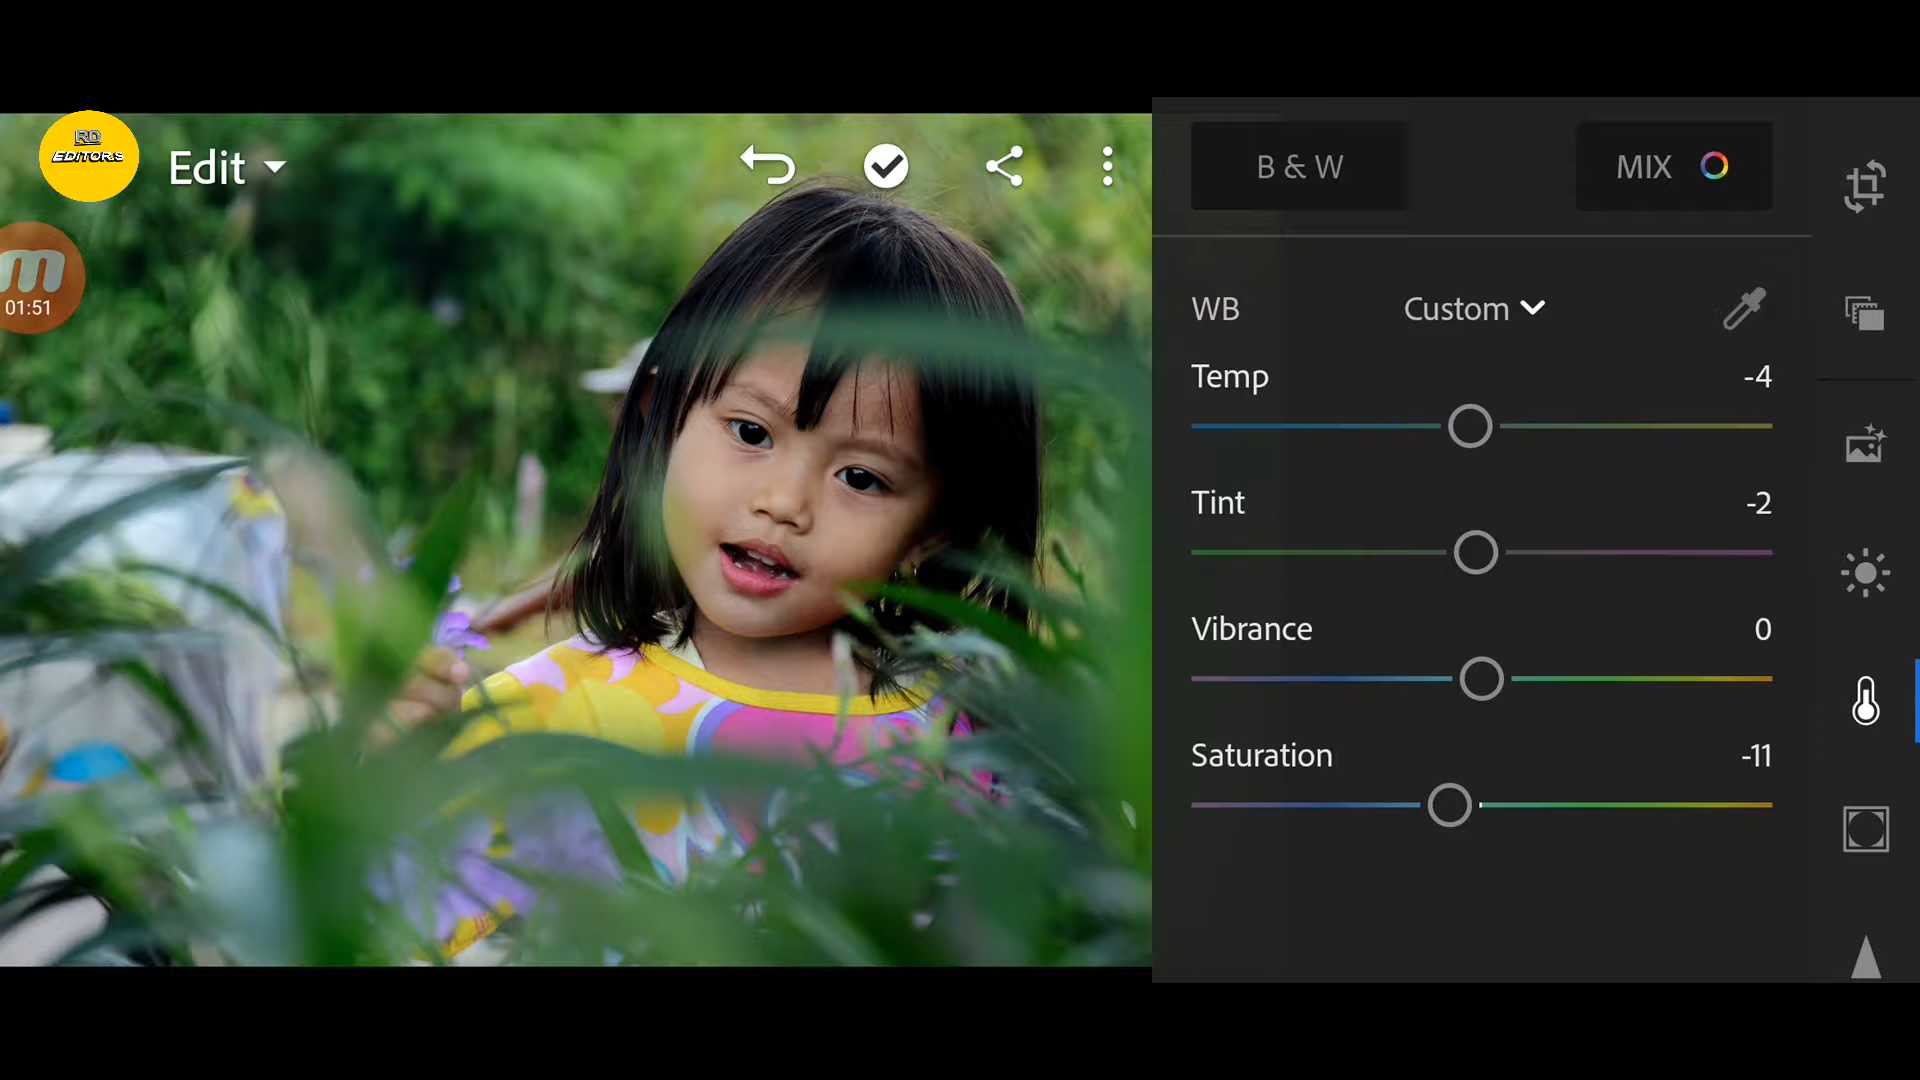 RD
EDITORS
Edit
01:51
B & W
MIX
WB
Custom
Temp
-4
Tint
-2
Vibrance
0
Saturation
-11